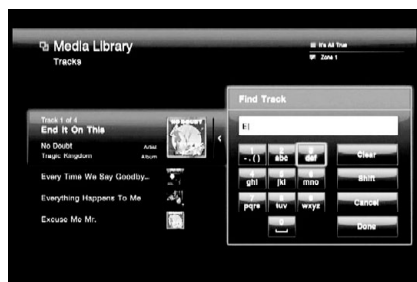 Media Library
Tracks
It's All True
Zone 1
Track 1 of 4
End It On This
No Doubt Artist
Tragic Kingdom Album
NO DOUBT
Every Time We Say Goodby...
Everything Happens To Me
Excuse Me Mr.
Find Track
E
1 2 3
-.() abc def Clear
4 5 6
ghi jkl mno Shift
7 8 9
pqrs tuv wxyz Cancel
0
Done